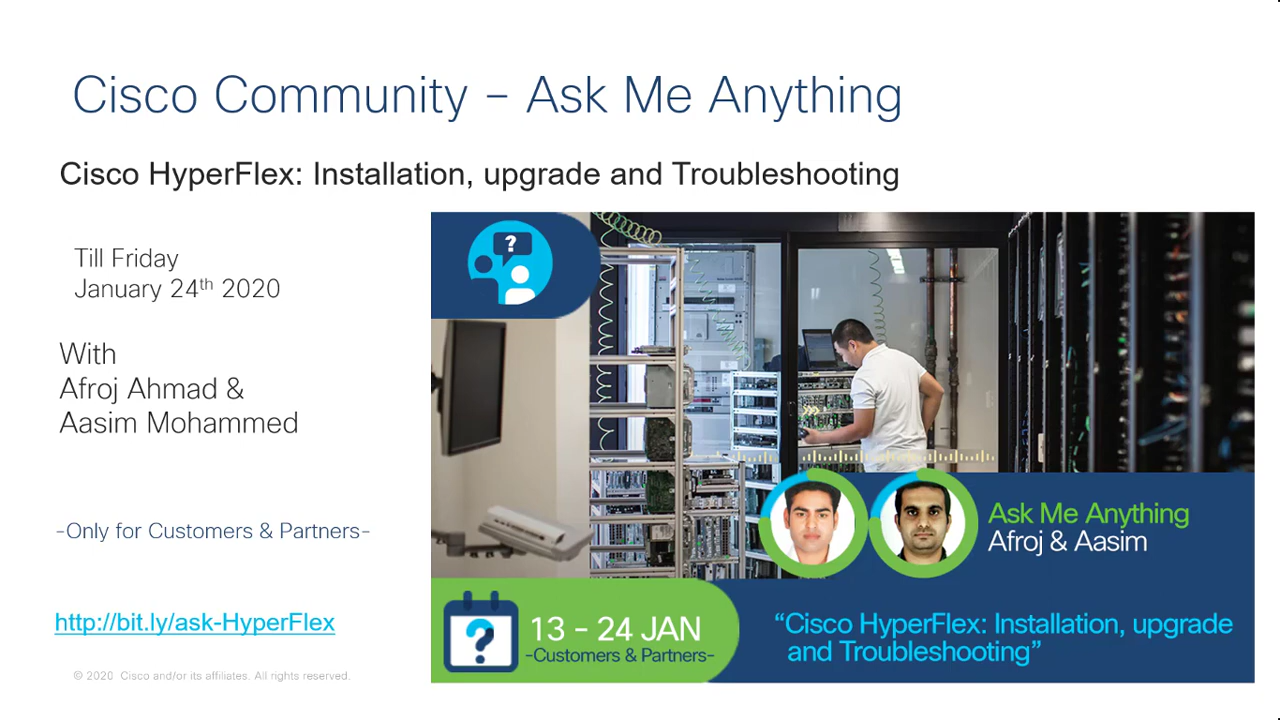 Cisco Community – Ask Me Anything
Cisco HyperFlex: Installation, upgrade and Troubleshooting
Till Friday
January 24th 2020
With
Afroj Ahmad &
Aasim Mohammed
-Only for Customers & Partners-
http://bit.ly/ask-HyperFlex
© 2020 Cisco and/or its affiliates. All rights reserved.
?
Ask Me Anything
Afroj & Aasim
?
13 – 24 JAN
-Customers & Partners-
“Cisco HyperFlex: Installation, upgrade
and Troubleshooting”